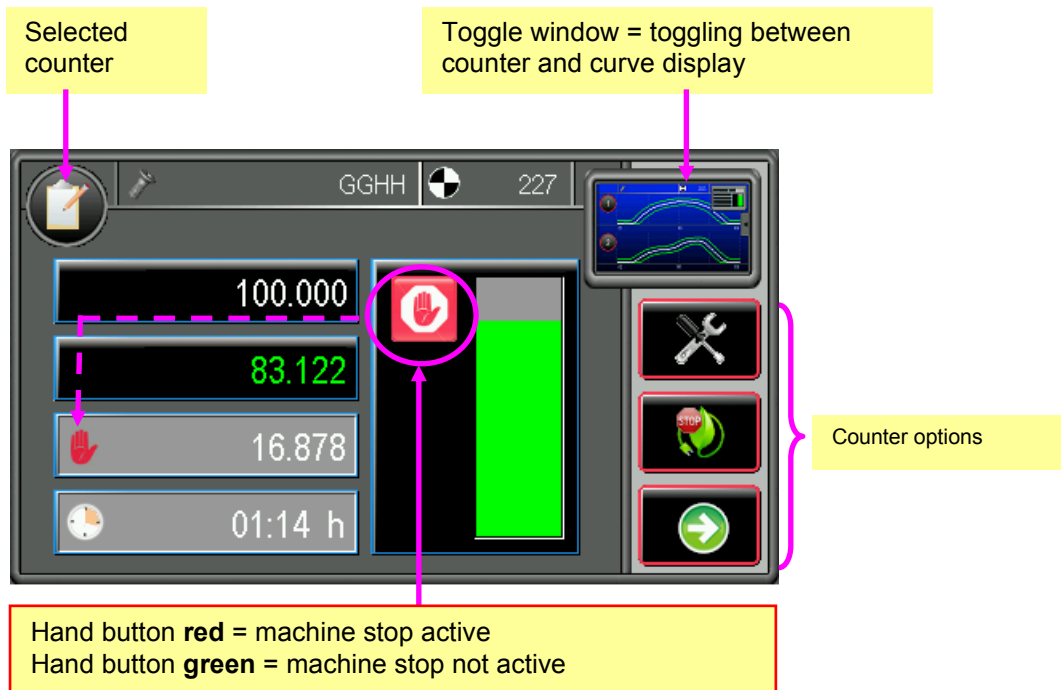 Selected
counter
Toggle window = toggling between
counter and curve display
GGHH
227
100.000
83.122
16.878
01:14 h
STOP
Counter options
Hand button red = machine stop active
Hand button green = machine stop not active